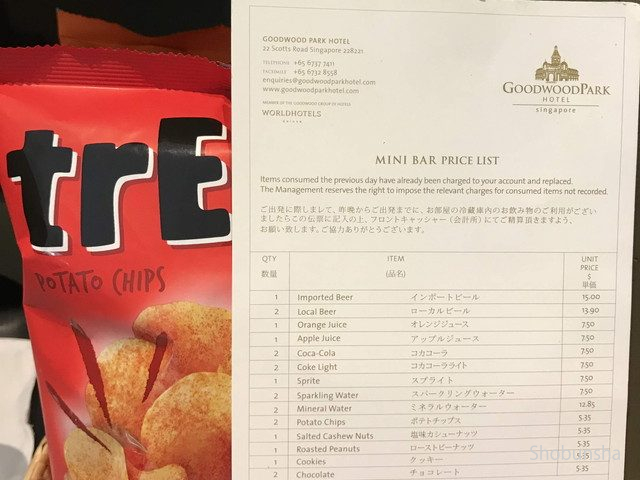 trE
POTATO CHIPS
GOODWOOD PARK HOTEL
22 Scotts Road Singapore 228221
TELEPHONE +65 6737 7411
FACSIMILE +65 6732 8558
enquiries@goodwoodparkhotel.com
www.goodwoodparkhotel.com
MEMBER OF THE GOODWOOD GROUP OF HOTELS
WORLDHOTELS
GOODWOODPARK
HOTEL
singapore
MINI BAR PRICE LIST
Items consumed the previous day have already been charged to your account and replaced.
The Management reserves the right to impose the relevant charges for consumed items not recorded.
ご出発に際しまして、昨晩からご出発までに、お部屋の冷蔵庫内のお飲み物のご利用がござい
ましたらこの伝票に記入の上、フロントキャッシャー（会計所）にてご精算頂きますよう、
お願い致します。ご協力ありがとうございます。
QTY ITEM UNIT
数量 (品名) PRICE
$
単価
1 Imported Beer インポートビール 15.00
2 Local Beer ローカルビール 13.90
1 Orange Juice オレンジジュース 7.50
1 Apple Juice アップルジュース 7.50
2 Coca-Cola コカコーラ 7.50
2 Coke Light コカコーラライト 7.50
1 Sprite スプライト 7.50
2 Sparkling Water スパークリングウォーター 7.50
2 Mineral Water ミネラルウォーター 12.85
2 Potato Chips ポテトチップス 5.35
1 Salted Cashew Nuts 塩味カシューナッツ 5.35
1 Roasted Peanuts ローストピーナッツ 5.35
1 Cookies クッキー 5.35
2 Chocolate チョコレート 5.35
Shobunsha